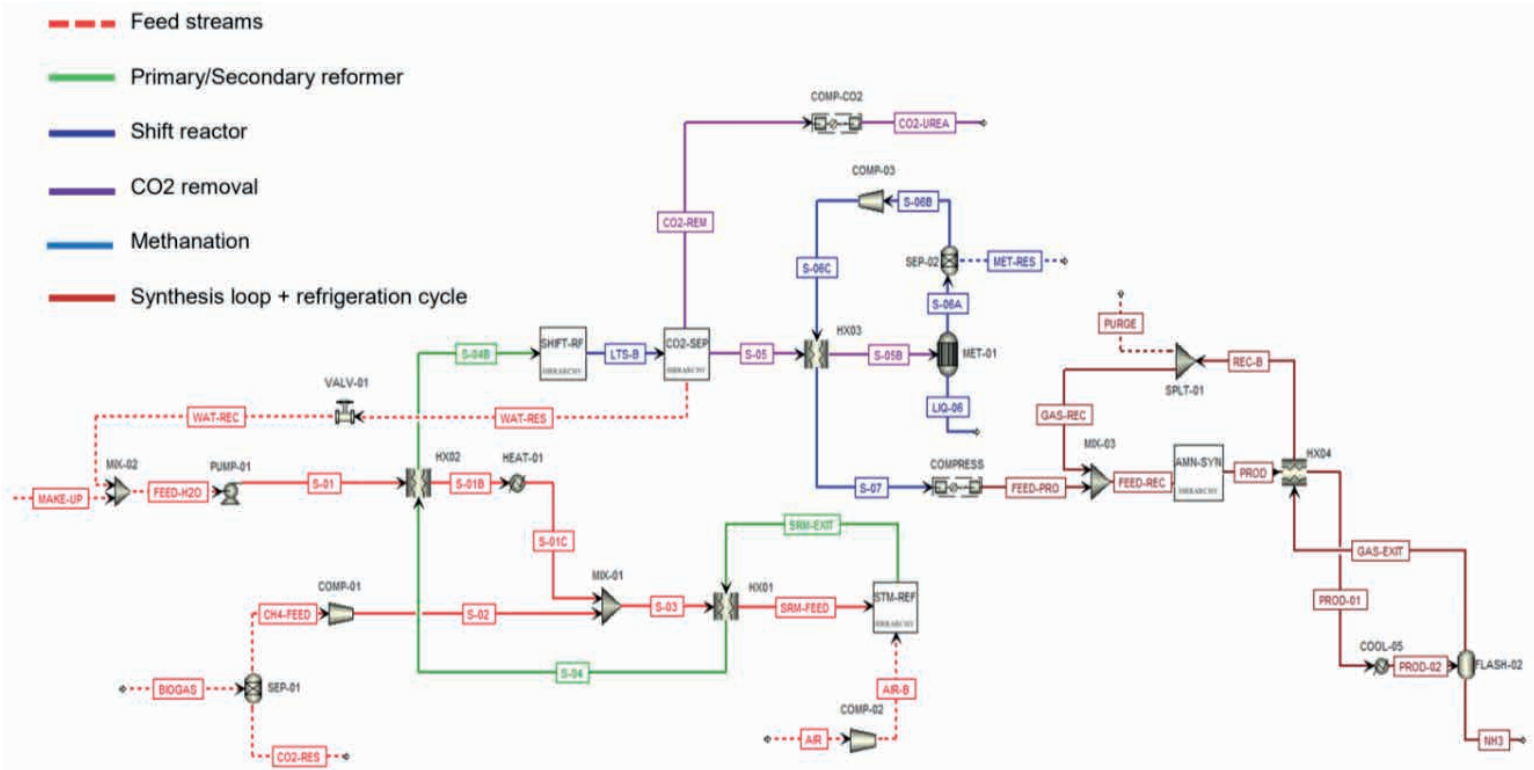 Feed streams
Primary/Secondary reformer
Shift reactor
CO2 removal
Methanation
Synthesis loop + refrigeration cycle
COMP-CO2
CO2-UREA
COMP-03
S-06B
CO2-REM
SEP-02
MET-RES
S-06C
S-06A
PURGE
HX03
SHIFT-RF
HIERARCHY
S-04B
LTS-B
CO2-SEP
HIERARCHY
S-05
S-05B
MET-01
REC-B
SPLT-01
VALV-01
WAT-REC
WAT-RES
LIQ-06
GAS-REC
MIX-03
AMN-SYN
HIERARCHY
HX04
MIX-02
PUMP-01
HX02
HEAT-01
COMPRESS
MAKE-UP
FEED-H2O
S-01
S-01B
S-07
FEED-PRO
FEED-REC
PROD
S-01C
SRM-EXIT
GAS-EXIT
COMP-01
MIX-01
HX01
STM-REF
HIERARCHY
CH4-FEED
S-02
S-03
SRM-FEED
PROD-01
COOL-05
PROD-02
FLASH-02
S-04
BIOGAS
SEP-01
AIR-B
COMP-02
AIR
CO2-RES
NH3